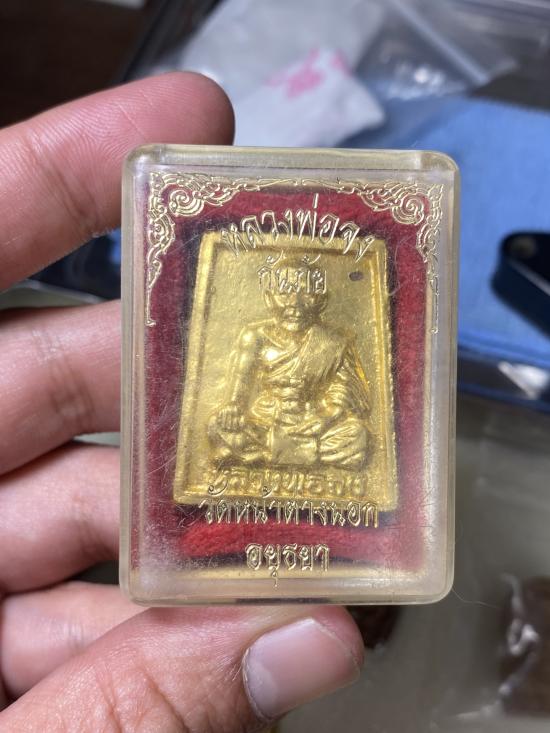 หลวงพ่อจง
กันภัย
หลวงพ่อจง
วัดหน้าต่างนอก
อยุธยา